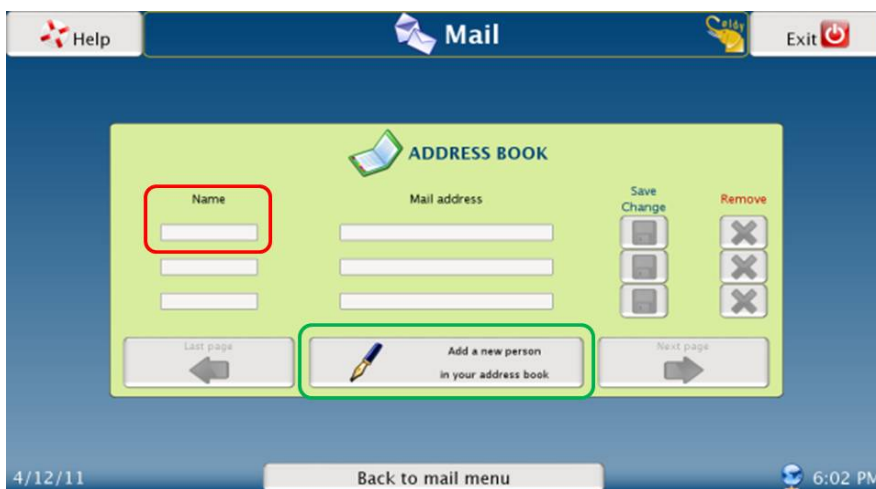 Help
Mail
Eldy
Exit
ADDRESS BOOK
Name
Mail address
Save
Change
Remove
Last page
Add a new person
in your address book
Next page
4/12/11
Back to mail menu
6:02 PM